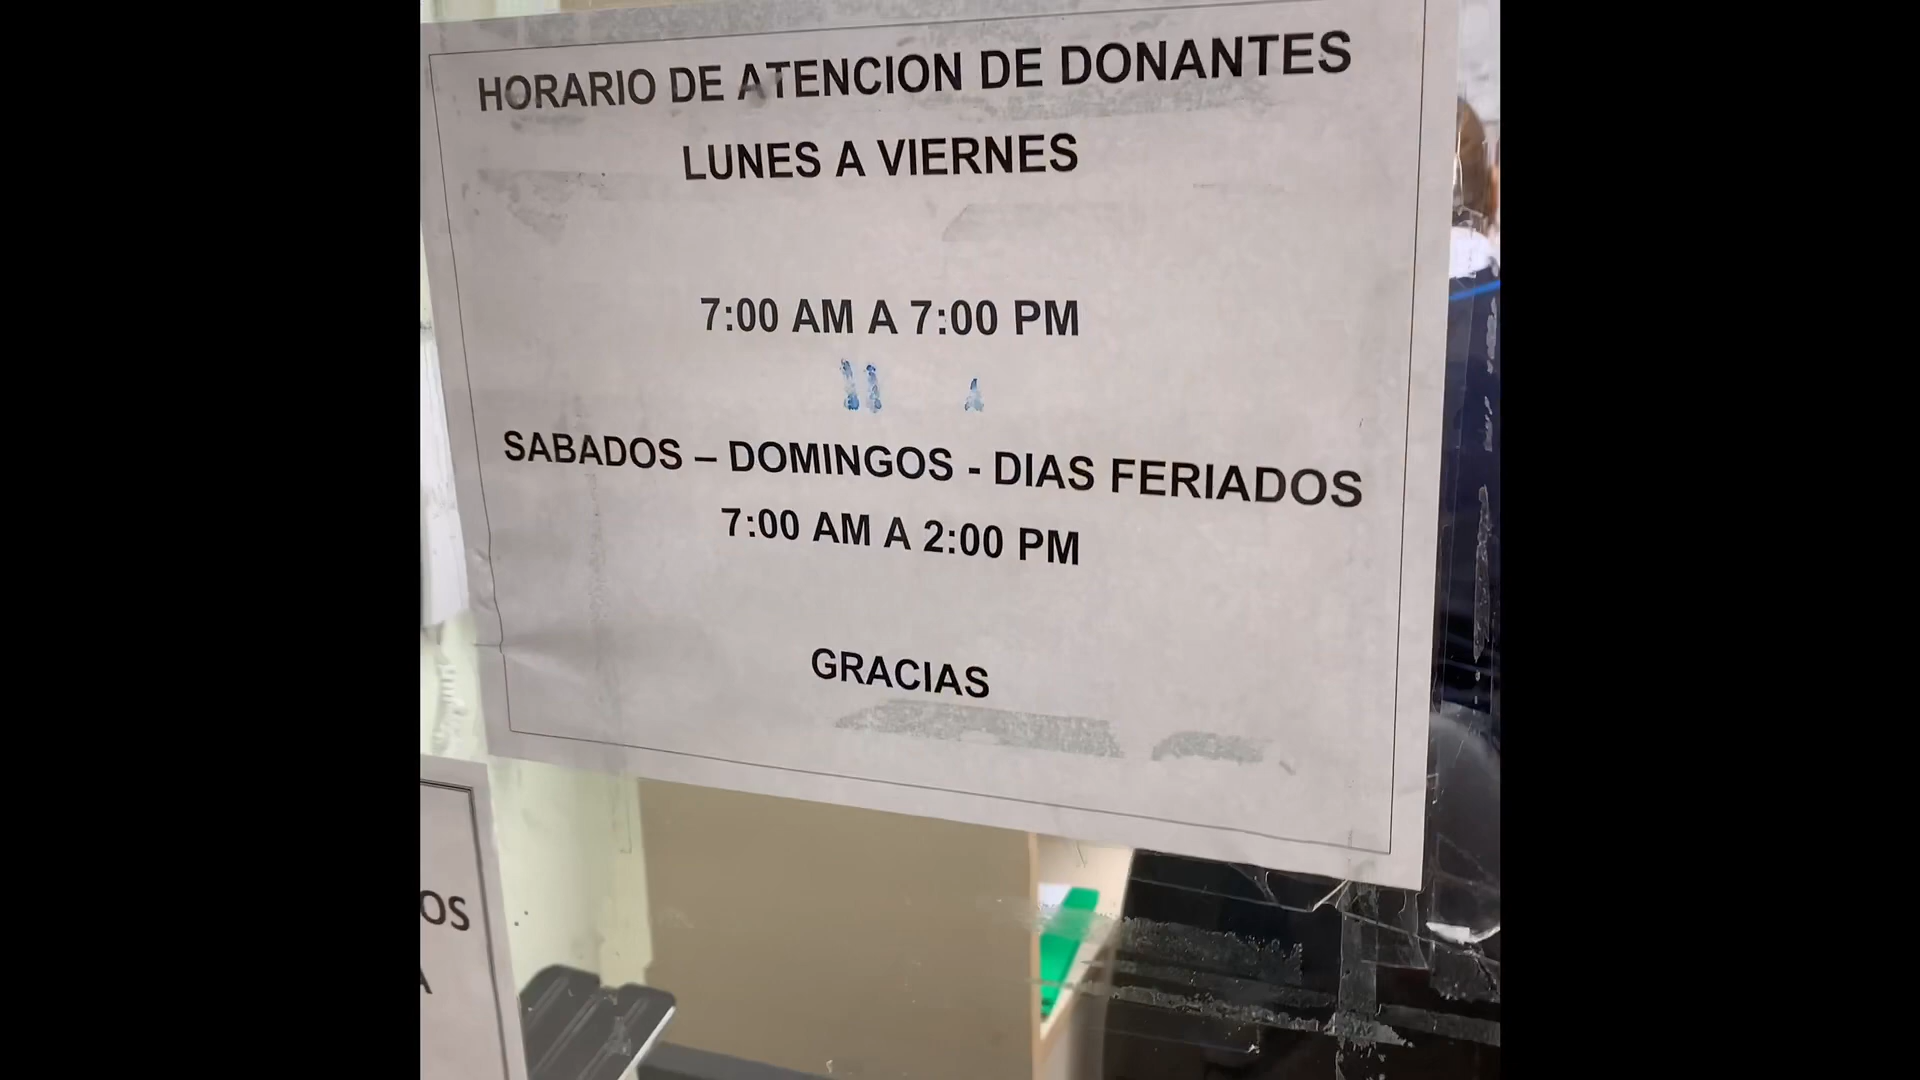 HORARIO DE ATENCION DE DONANTES
LUNES A VIERNES
7:00 AM A 7:00 PM
SABADOS – DOMINGOS - DIAS FERIADOS
7:00 AM A 2:00 PM
GRACIAS
OS
A